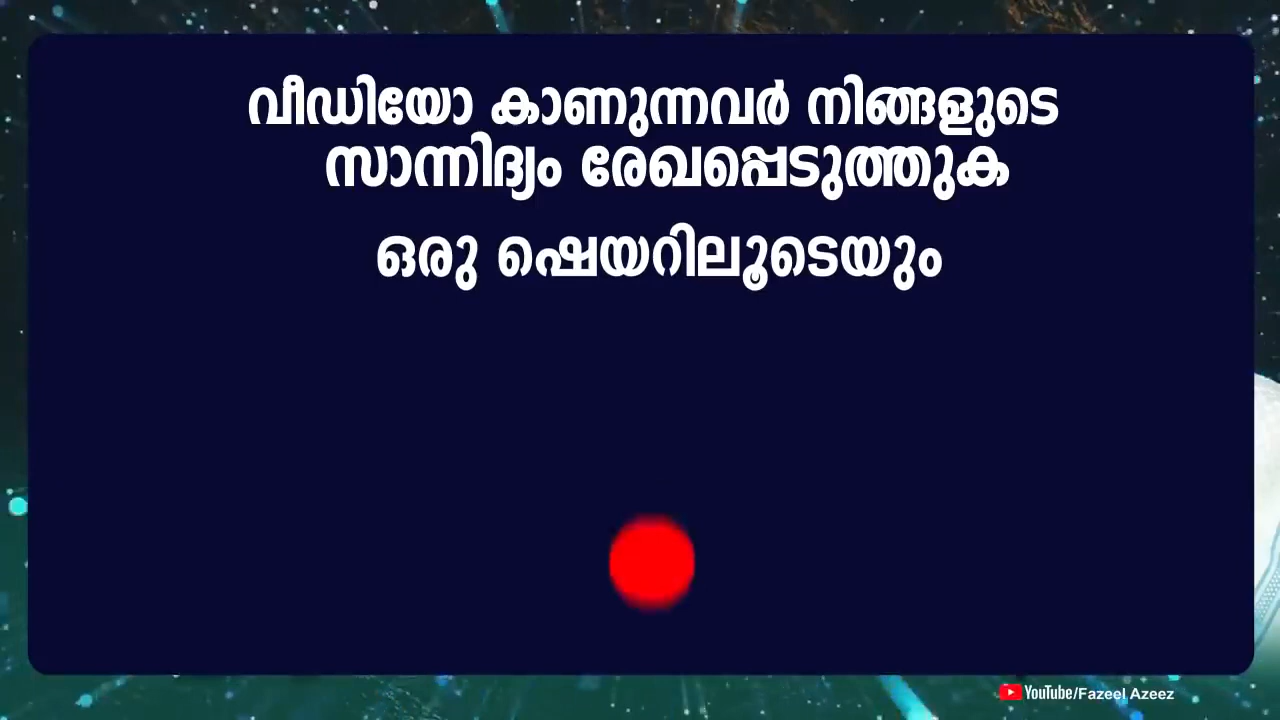 വീഡിയോ കാണുന്നവർ നിങ്ങളുടെ
സാന്നിദ്യം രേഖപ്പെടുത്തുക
ഒരു ഷെയറിലൂടെയും
YouTube/Fazeel Azeez